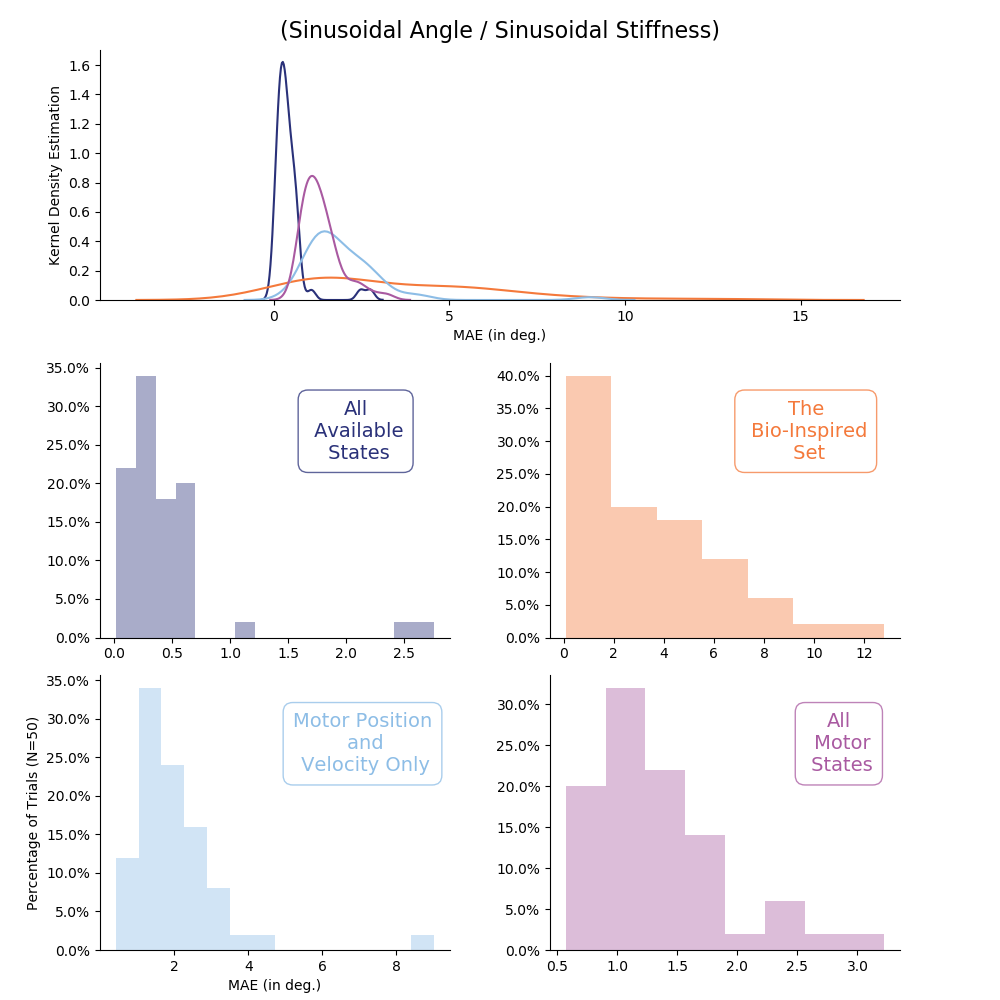 (Sinusoidal Angle / Sinusoidal Stiffness)
Kernel Density Estimation
1.6
1.4
1.2
1.0
0.8
0.6
0.4
0.2
0.0
0 5 10 15
MAE (in deg.)
35.0%
30.0%
25.0%
20.0%
15.0%
10.0%
5.0%
0.0%
All
Available
States
0.0 0.5 1.0 1.5 2.0 2.5
40.0%
35.0%
30.0%
25.0%
20.0%
15.0%
10.0%
5.0%
0.0%
The
Bio-Inspired
Set
0 2 4 6 8 10 12
Percentage of Trials (N=50)
35.0%
30.0%
25.0%
20.0%
15.0%
10.0%
5.0%
0.0%
Motor Position
and
Velocity Only
2 4 6 8
MAE (in deg.)
30.0%
25.0%
20.0%
15.0%
10.0%
5.0%
0.0%
All
Motor
States
0.5 1.0 1.5 2.0 2.5 3.0